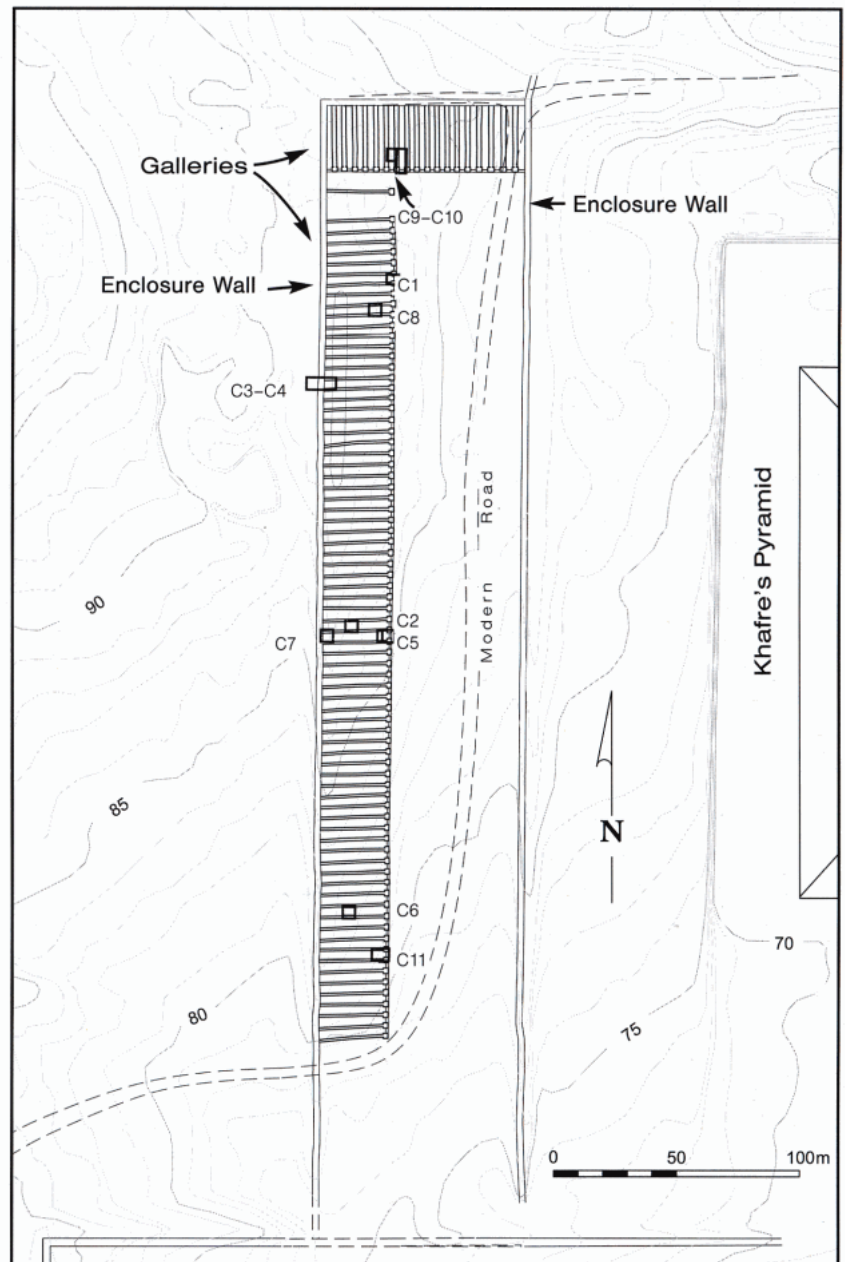 Galleries
C9–C10
Enclosure Wall
Enclosure Wall
C1
C8
C3–C4
Khafre's Pyramid
Modern Road
90
C2
C7
C5
85
N
C6
70
C11
80
75
0 50 100m